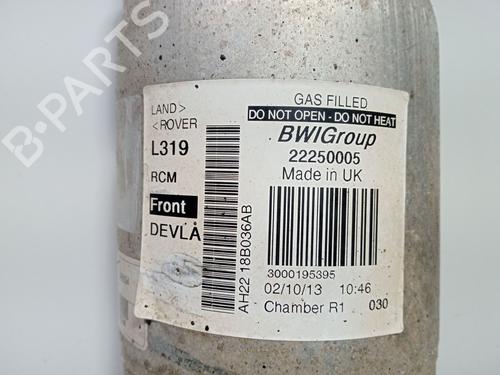 B-PARTS
LAND>
<ROVER
L319
RCM
Front
DEVLA
AH22 18B036AB
GAS FILLED
DO NOT OPEN - DO NOT HEAT
BWIGroup
22250005
Made in UK
3000195395
02/10/13 10:46
Chamber R1 030